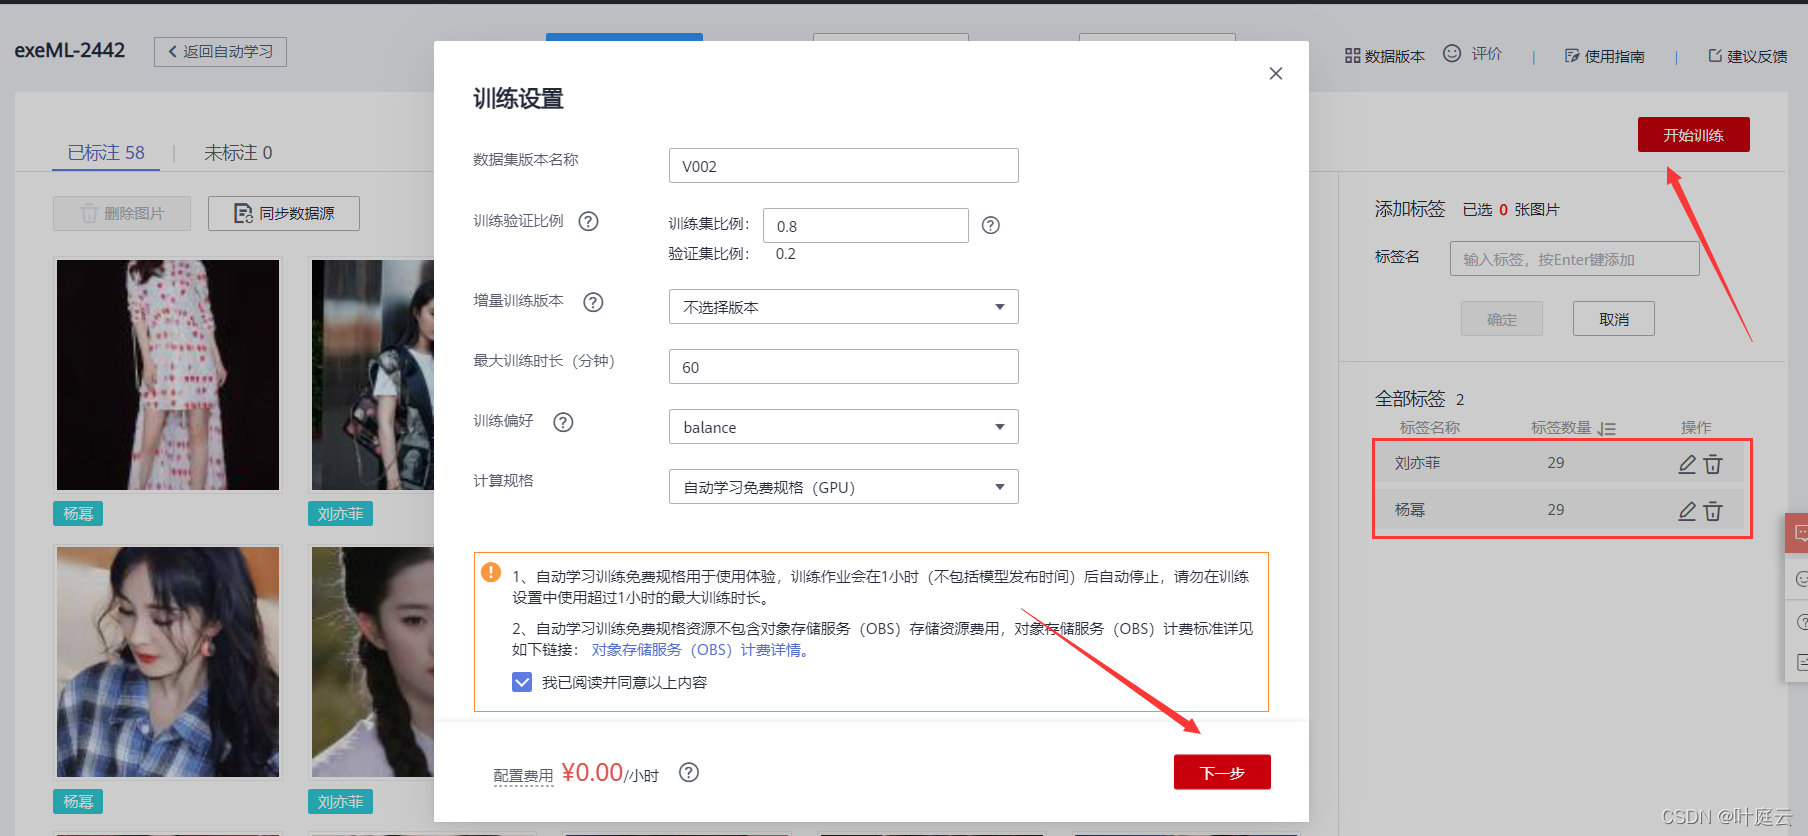 exeML-2442
返回自动学习
数据版本
评价
使用指南
建议反馈
已标注 58
未标注 0
开始训练
删除图片
同步数据源
杨幂
刘亦菲
杨幂
刘亦菲
训练设置
数据集版本名称
V002
训练验证比例
训练集比例：
0.8
验证集比例：
0.2
增量训练版本
不选择版本
最大训练时长（分钟）
60
训练偏好
balance
计算规格
自动学习免费规格（GPU）
1、自动学习训练免费规格用于使用体验，训练作业会在1小时（不包括模型发布时间）后自动停止，请勿在训练
设置中使用超过1小时的最大训练时长。
2、自动学习训练免费规格资源不包含对象存储服务（OBS）存储资源费用，对象存储服务（OBS）计费标准详见
如下链接： 对象存储服务（OBS）计费详情。
我已阅读并同意以上内容
配置费用 ¥0.00/小时
下一步
添加标签 已选 0 张图片
标签名
输入标签，按Enter键添加
确定
取消
全部标签 2
标签名称 标签数量 操作
刘亦菲 29
杨幂 29
CSDN @叶庭云